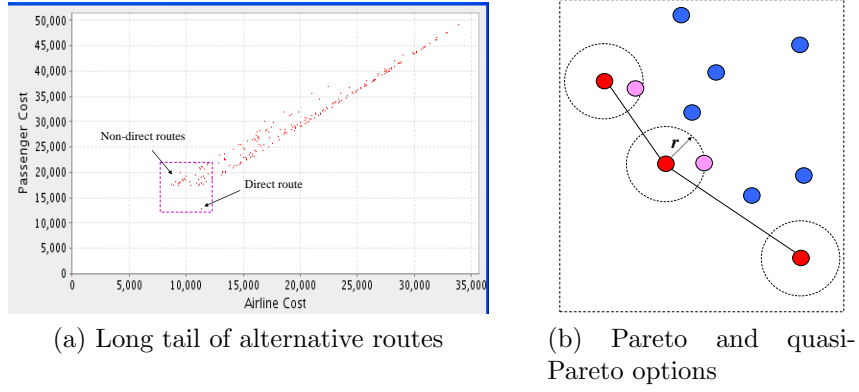 50,000
45,000
40,000
35,000
30,000
25,000
20,000
15,000
10,000
5,000
0
Passenger Cost
Non-direct routes
Direct route
0 5,000 10,000 15,000 20,000 25,000 30,000 35,000
Airline Cost
(a) Long tail of alternative routes
r
(b) Pareto and quasi-
Pareto options